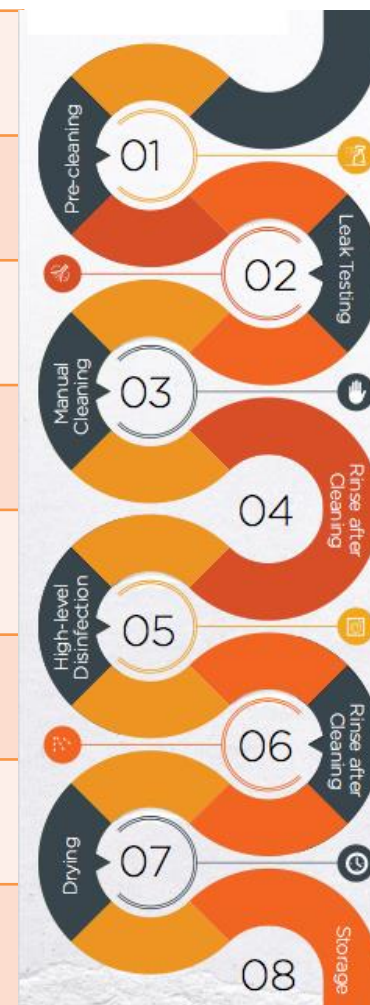 01
Pre-cleaning
02
Leak Testing
03
Manual
Cleaning
04
Rinse after
Cleaning
05
High-level
Disinfection
06
Rinse after
Cleaning
07
Drying
08
Storage